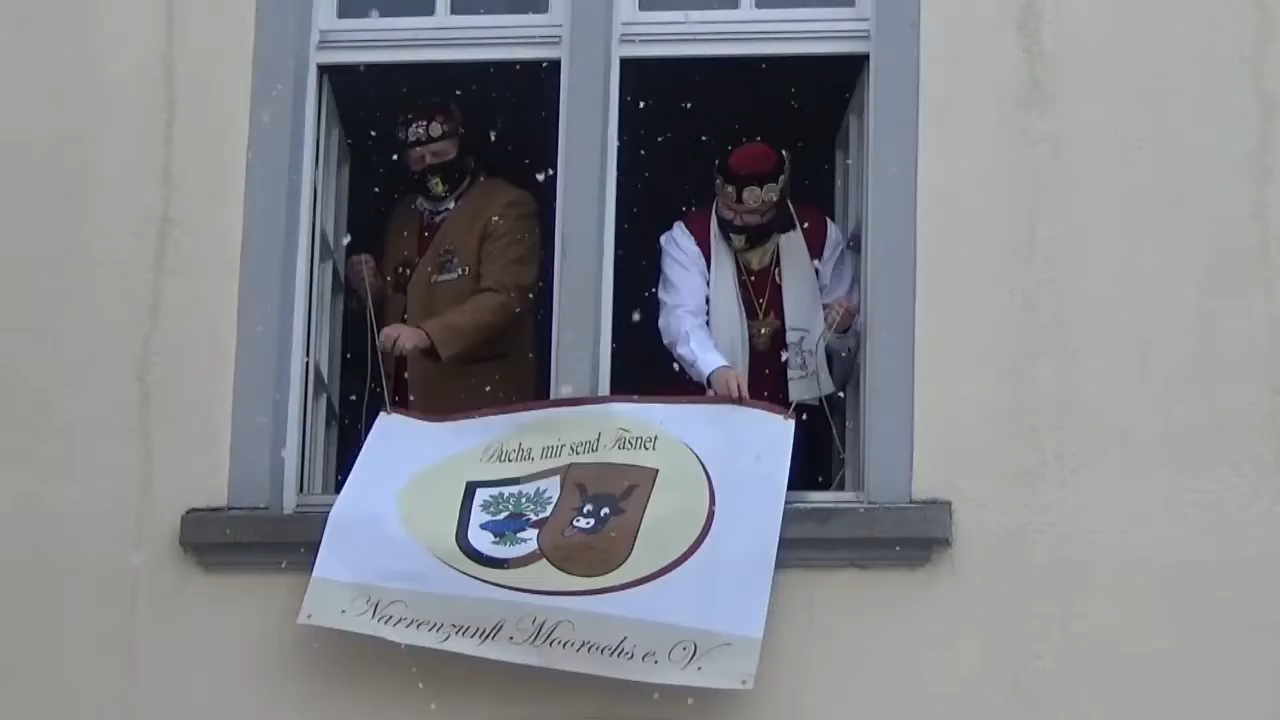 Bucha, mir send Fasnet
Narrenzunft Moorochs e. V.